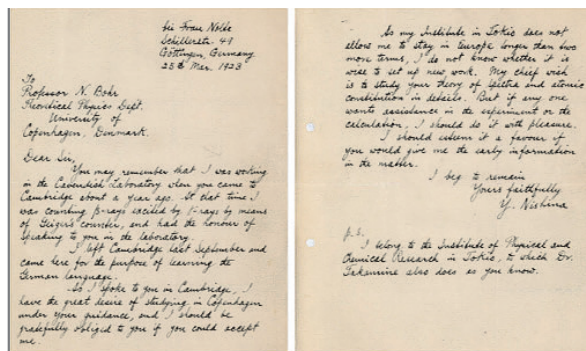 bei Frau Nolte
Schillerstr. 49
Göttingen, Germany
25th Mar. 1923
To
Professor N. Bohr
Theoretical Physics Dept.
University of
Copenhagen, Denmark.
Dear Sir,
You may remember that I was working
in the Cavendish Laboratory when you came to
Cambridge about a year ago. At that time I
was counting β-rays excited by γ-rays by means
of Geiger's counter, and had the honour of
speaking to you in the laboratory.
I left Cambridge last September and
came here for the purpose of learning the
German language.
As I spoke to you in Cambridge, I
have the great desire of studying in Copenhagen
under your guidance, and I should be
gratefully obliged to you if you could accept
me.
As my Institute in Tokio does not
allow me to stay in Europe longer than two
more terms, I do not know whether it is
wise to set up new work. My chief wish
is to study your theory of spectra and atomic
constitution in details. But if any one
wants assistance in the experiment or the
calculation, I should do it with pleasure.
I should esteem it a favour if
you would give me the early information
in the matter.
I beg to remain
Yours faithfully
Y. Nishina
P.S.
I belong to the Institute of Physical and
Chemical Research in Tokio, to which Dr.
Takamine also does as you know.